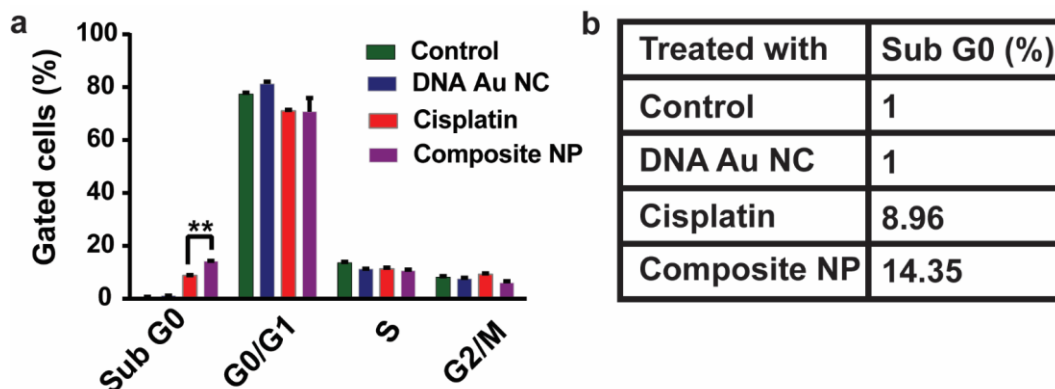 a
Gated cells (%)
100
80
60
40
20
0
Control
DNA Au NC
Cisplatin
Composite NP
**
Sub G0
G0/G1
S
G2/M
b
Treated with Sub G0 (%)
Control 1
DNA Au NC 1
Cisplatin 8.96
Composite NP 14.35